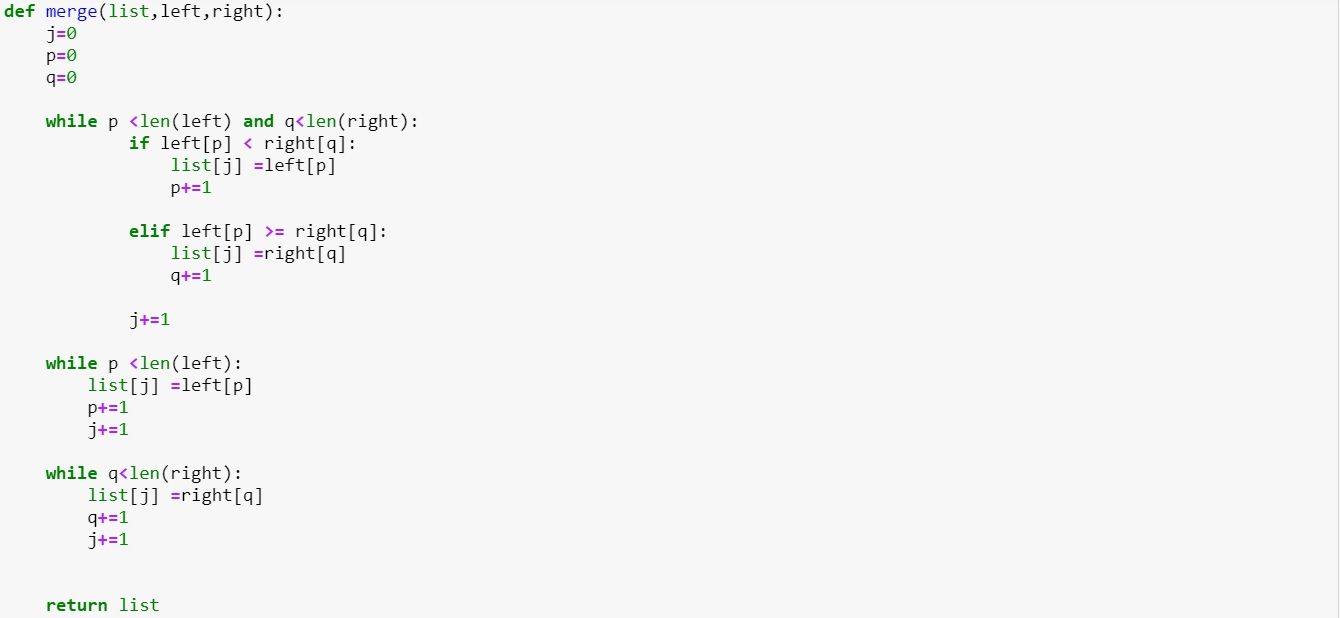 def merge(list,left,right):
    j=0
    p=0
    q=0
    while p <len(left) and q<len(right):
            if left[p] < right[q]:
                list[j] =left[p]
                p+=1
            elif left[p] >= right[q]:
                list[j] =right[q]
                q+=1
            j+=1
    while p <len(left):
        list[j] =left[p]
        p+=1
        j+=1
    while q<len(right):
        list[j] =right[q]
        q+=1
        j+=1
    return list